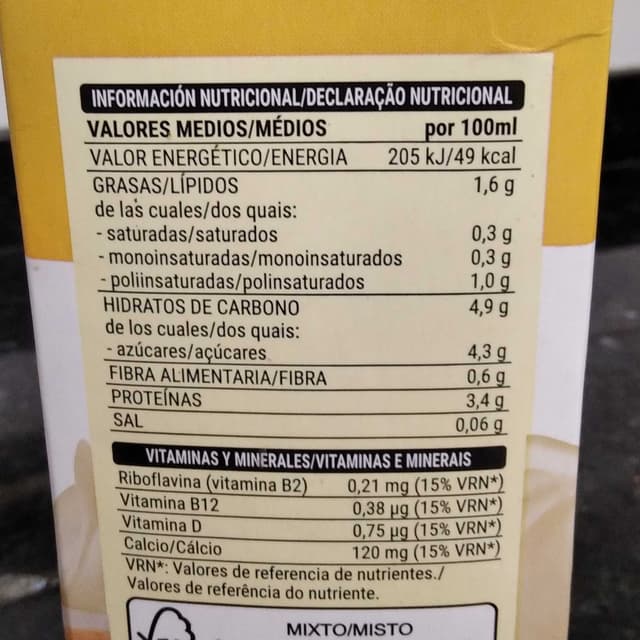 INFORMACIÓN NUTRICIONAL/DECLARAÇÃO NUTRICIONAL
VALORES MEDIOS/MÉDIOS por 100ml
VALOR ENERGÉTICO/ENERGIA 205 kJ/49 kcal
GRASAS/LÍPIDOS 1,6 g
de las cuales/dos quais:
- saturadas/saturados 0,3 g
- monoinsaturadas/monoinsaturados 0,3 g
- poliinsaturadas/polinsaturados 1,0 g
HIDRATOS DE CARBONO 4,9 g
de los cuales/dos quais:
- azúcares/açúcares 4,3 g
FIBRA ALIMENTARIA/FIBRA 0,6 g
PROTEÍNAS 3,4 g
SAL 0,06 g
VITAMINAS Y MINERALES/VITAMINAS E MINERAIS
Riboflavina (vitamina B2) 0,21 mg (15% VRN*)
Vitamina B12 0,38 µg (15% VRN*)
Vitamina D 0,75 µg (15% VRN*)
Calcio/Cálcio 120 mg (15% VRN*)
VRN*: Valores de referencia de nutrientes./
Valores de referência do nutriente.
MIXTO/MISTO